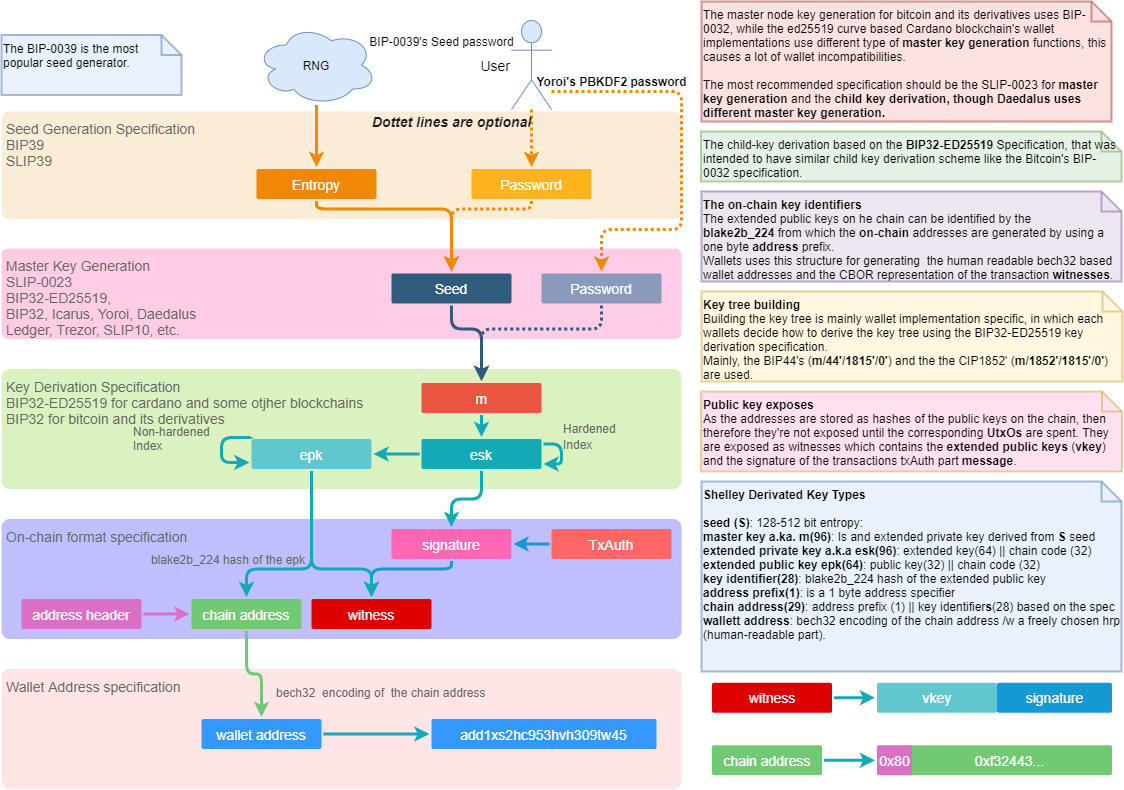 The BIP-0039 is the most
popular seed generator.
RNG
BIP-0039's Seed password
User
Yoroi's PBKDF2 password
Dottet lines are optional
Seed Generation Specification
BIP39
SLIP39
Entropy
Password
Master Key Generation
SLIP-0023
BIP32-ED25519,
BIP32, Icarus, Yoroi, Daedalus
Ledger, Trezor, SLIP10, etc.
Seed
Password
Key Derivation Specification
BIP32-ED25519 for cardano and some otjher blockchains
BIP32 for bitcoin and its derivatives
m
Non-hardened
Index
Hardened
Index
epk
esk
On-chain format specification
signature
TxAuth
blake2b_224 hash of the epk
address header
chain address
witness
Wallet Address specification
bech32 encoding of the chain address
wallet address
add1xs2hc953hvh309tw45
The master node key generation for bitcoin and its derivatives uses BIP-
0032, while the ed25519 curve based Cardano blockchain's wallet
implementations use different type of master key generation functions, this
causes a lot of wallet incompatibilities.
The most recommended specification should be the SLIP-0023 for master
key generation and the child key derivation, though Daedalus uses
different master key generation.
The child-key derivation based on the BIP32-ED25519 Specification, that was
intended to have similar child key derivation scheme like the Bitcoin's BIP-
0032 specification.
The on-chain key identifiers
The extended public keys on he chain can be identified by the
blake2b_224 from which the on-chain addresses are generated by using a
one byte address prefix.
Wallets uses this structure for generating the human readable bech32 based
wallet addresses and the CBOR representation of the transaction witnesses.
Key tree building
Building the key tree is mainly wallet implementation specific, in which each
wallets decide how to derive the key tree using the BIP32-ED25519 key
derivation specification.
Mainly, the BIP44's (m/44'/1815'/0') and the the CIP1852' (m/1852'/1815'/0')
are used.
Public key exposes
As the addresses are stored as hashes of the public keys on the chain, then
therefore they're not exposed until the corresponding UtxOs are spent. They
are exposed as witnesses which contains the extended public keys (vkey)
and the signature of the transactions txAuth part message.
Shelley Derivated Key Types
seed (S): 128-512 bit entropy:
master key a.ka. m(96): Is and extended private key derived from S seed
extended private key a.k.a esk(96): extended key(64) || chain code (32)
extended public key epk(64): public key(32) || chain code (32)
key identifier(28): blake2b_224 hash of the extended public key
address prefix(1): is a 1 byte address specifier
chain address(29): address prefix (1) || key identifiers(28) based on the spec
wallett address: bech32 encoding of the chain address /w a freely chosen hrp
(human-readable part).
witness
vkey
signature
chain address
0x80
0xf32443...